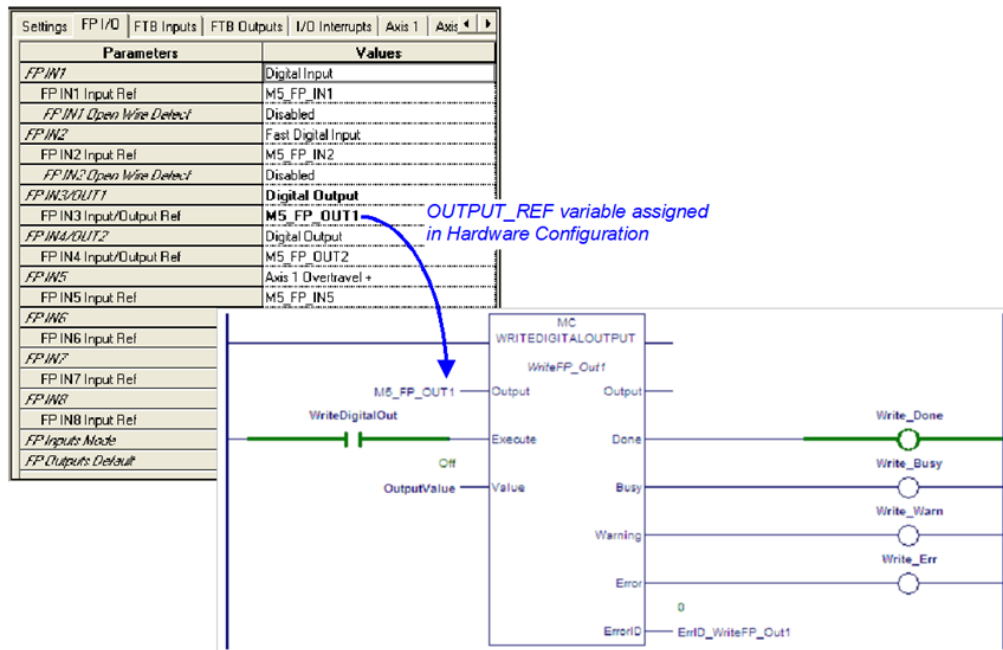 Settings FP I/O FTB Inputs FTB Outputs I/O Interrupts Axis 1 Axis
Parameters Values
FP IN1 Digital Input
FP IN1 Input Ref M5_FP_IN1
FP IN1 Open Wire Detect Disabled
FP IN2 Fast Digital Input
FP IN2 Input Ref M5_FP_IN2
FP IN2 Open Wire Detect Disabled
FP IN3/OUT1 Digital Output
FP IN3 Input/Output Ref M5_FP_OUT1
OUTPUT_REF variable assigned
in Hardware Configuration
FP IN4/OUT2 Digital Output
FP IN4 Input/Output Ref M5_FP_OUT2
FP IN5 Axis 1 Overtravel +
FP IN5 Input Ref M5_FP_IN5
FP IN6
FP IN6 Input Ref
FP IN7
FP IN7 Input Ref
FP IN8
FP IN8 Input Ref
FP Inputs Mode
FP Outputs Default
MC
WRITEDIGITALOUTPUT
WriteFP_Out1
M5_FP_OUT1 Output Output
WriteDigitalOut Write_Done
Execute Done
Off Write_Busy
OutputValue Value Busy
Write_Warn
Warning
Write_Err
Error
0
ErrorID ErrID_WriteFP_Out1